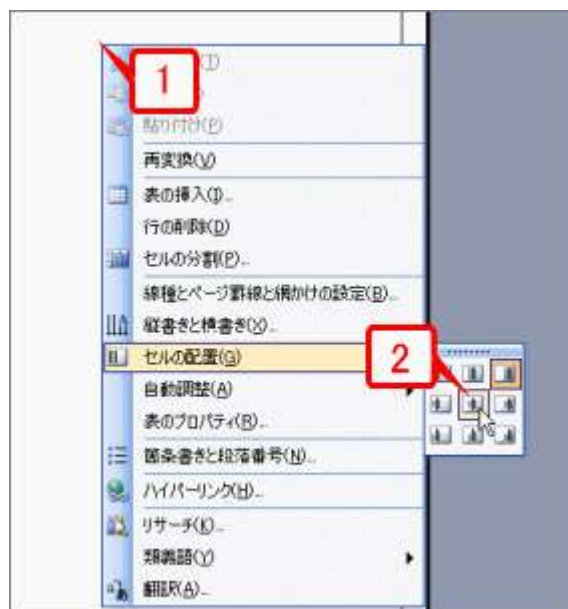 1
(I)
貼り付け(P)
再変換(V)
表の挿入(I)...
行の削除(D)
セルの分割(P)...
線種とページ罫線と網かけの設定(B)...
縦書きと横書き(X)...
セルの配置(G)
2
自動調整(A)
表のプロパティ(R)...
箇条書きと段落番号(N)...
ハイパーリンク(H)...
リサーチ(K)...
類義語(Y)
翻訳(A)...